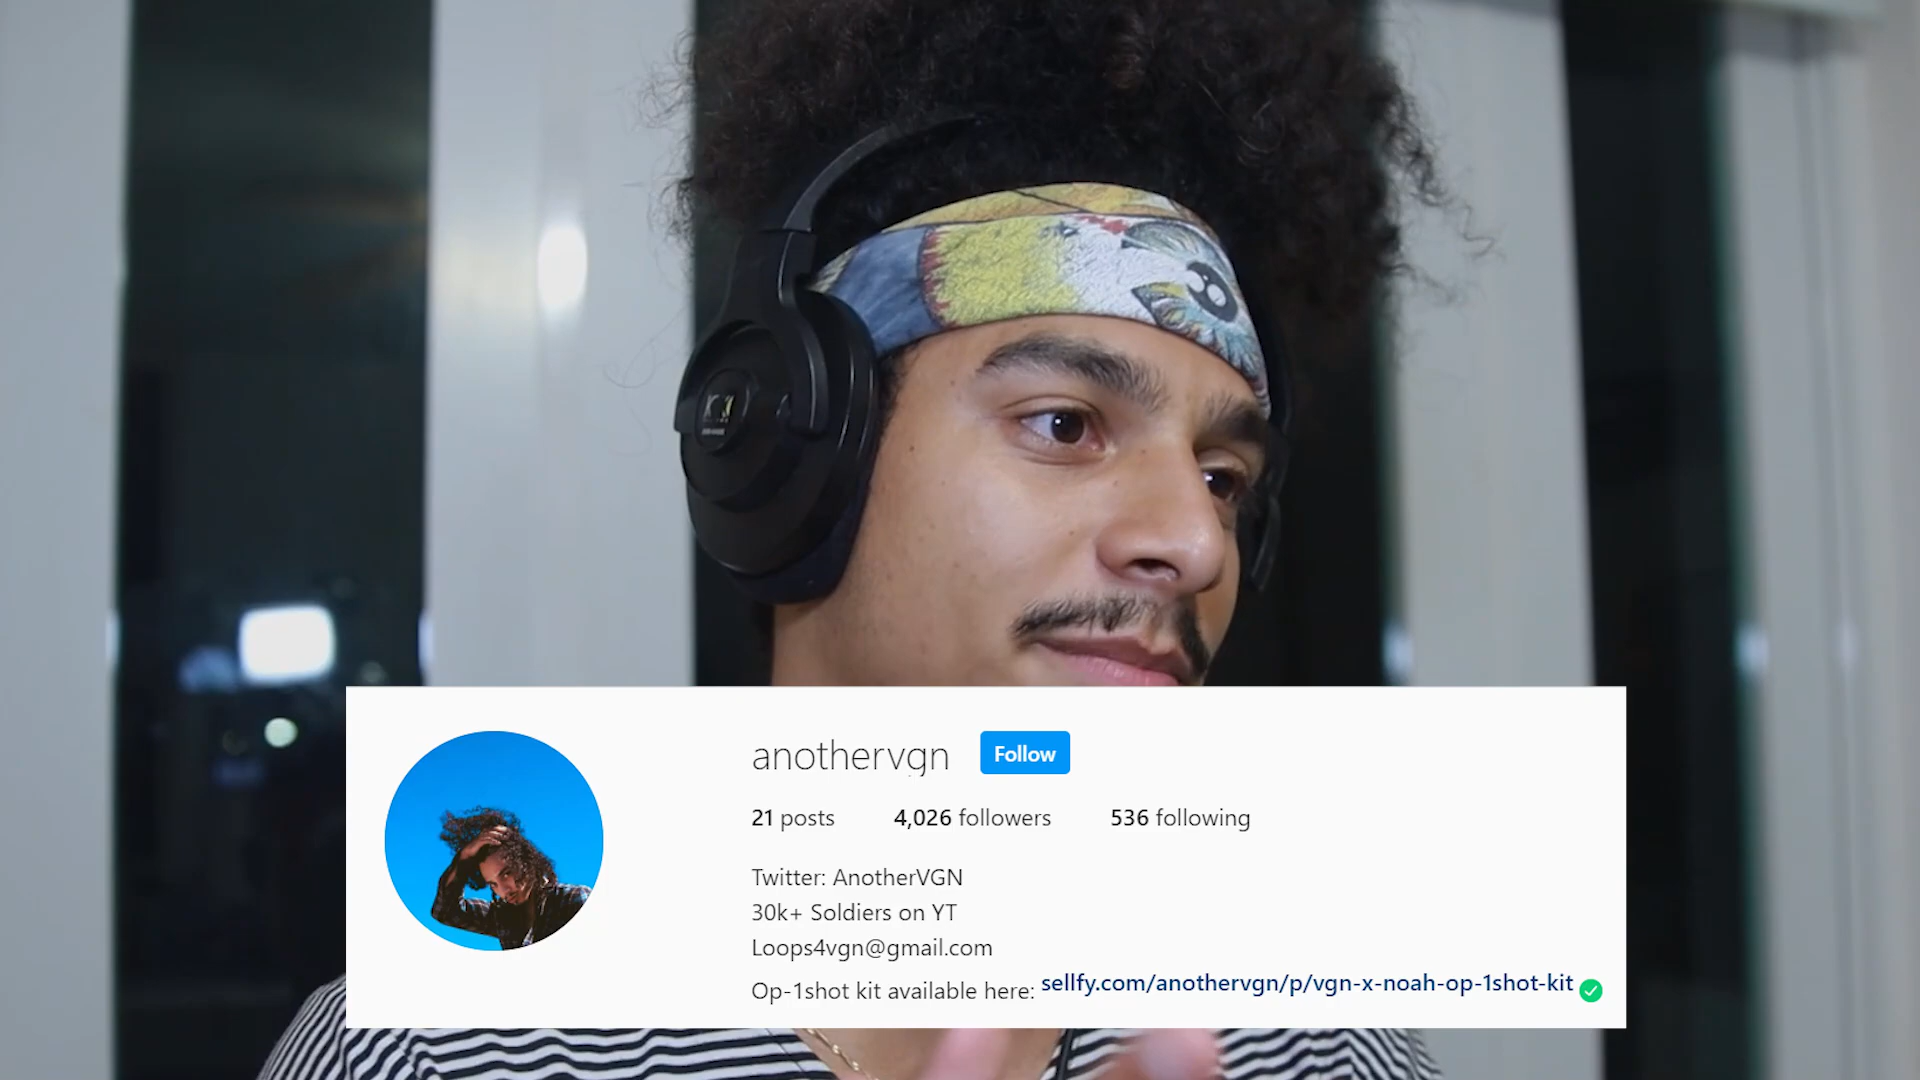 anothervgn Follow
21 posts 4,026 followers 536 following
Twitter: AnotherVGN
30k+ Soldiers on YT
Loops4vgn@gmail.com
Op-1shot kit available here: sellfy.com/anothervgn/p/vgn-x-noah-op-1shot-kit